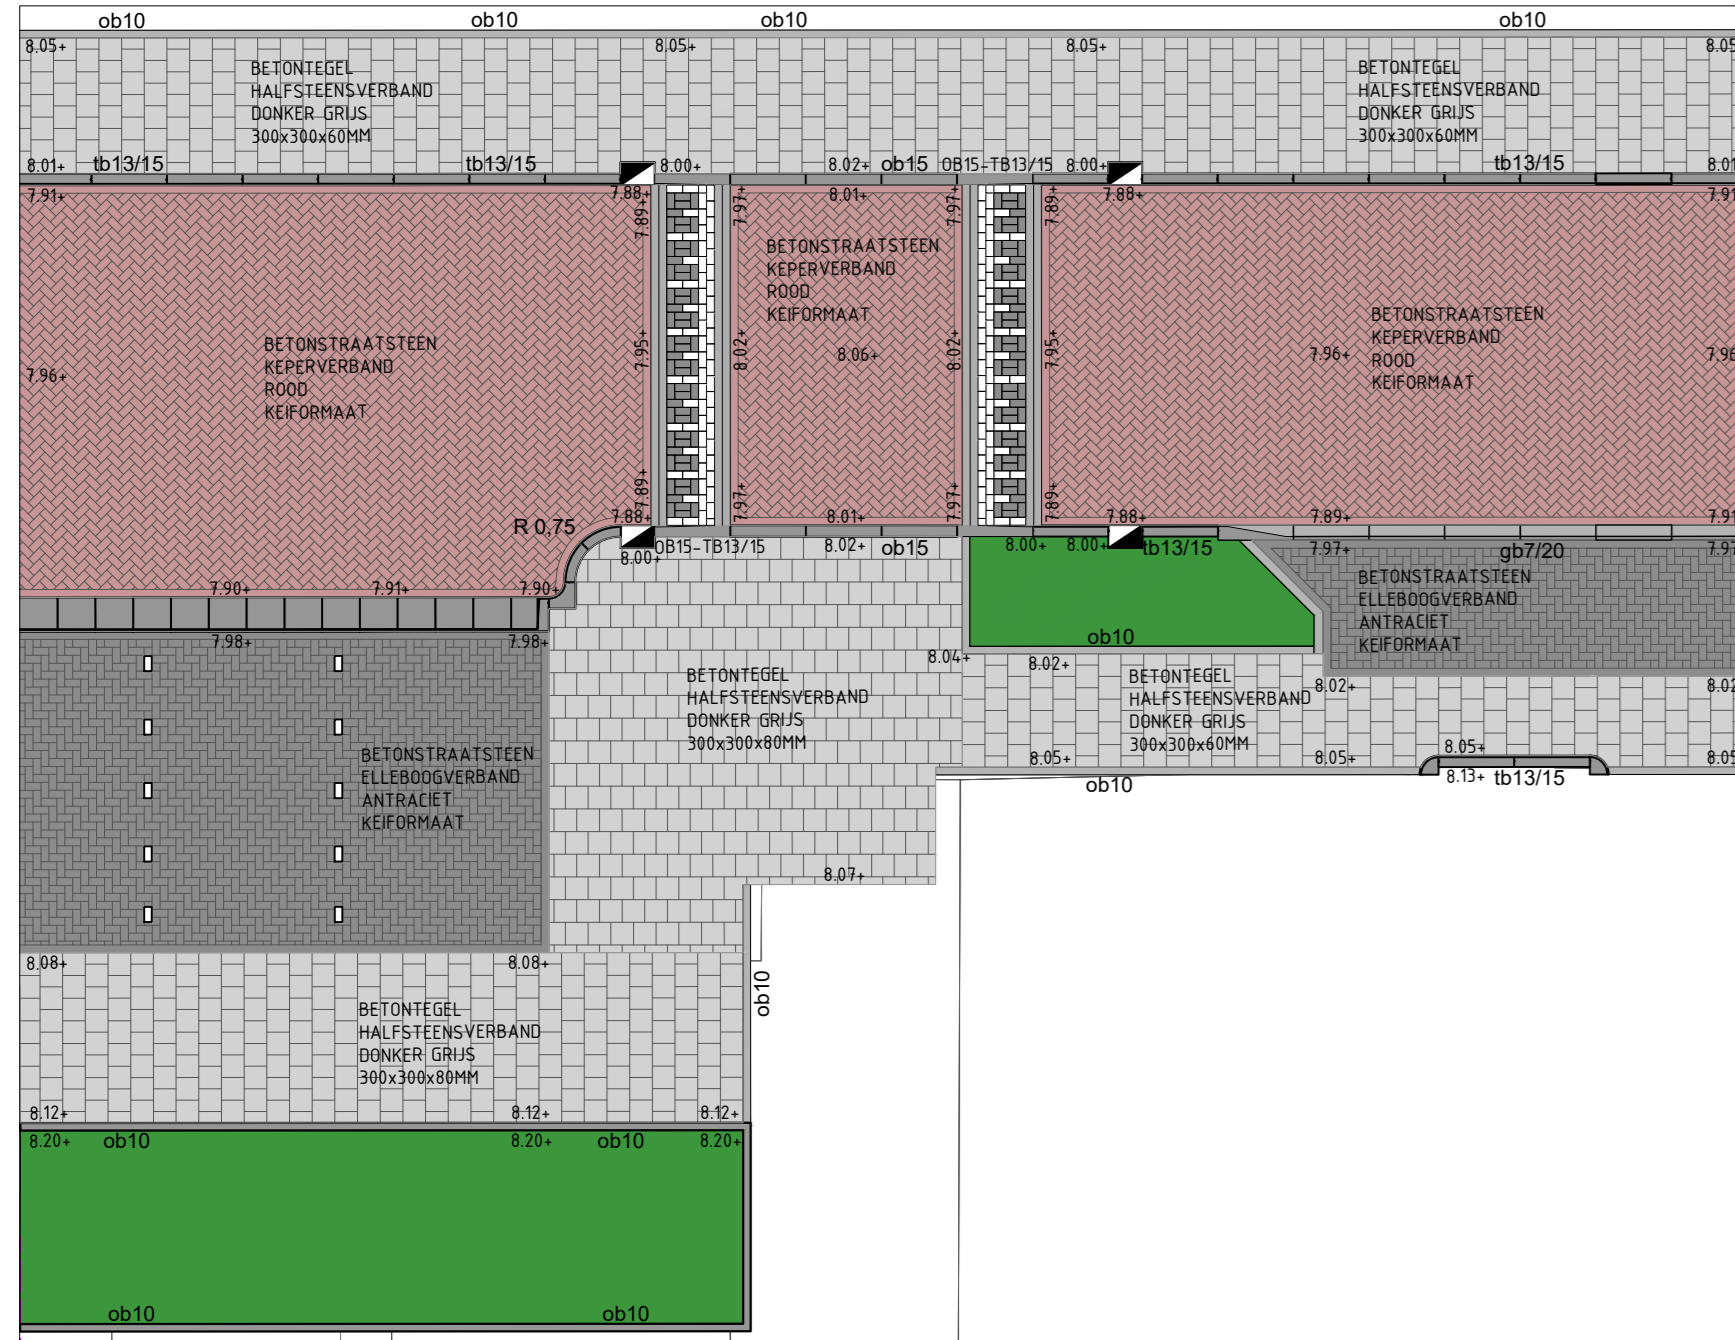 ob10 ob10 ob10 ob10
8.05+ 8.05+ 8.05+ 8.05
BETONTEGEL
HALFSTEENSVERBAND
DONKER GRIJS
300x300x60MM
BETONTEGEL
HALFSTEENSVERBAND
DONKER GRIJS
300x300x60MM
8.01+ tb13/15 tb13/15 8.00+ 8.02+ ob15 OB15-TB13/15 8.00+ tb13/15 8.01
7.91+ 7.88+ 7.89+ 7.97+ 8.01+ 7.97+ 7.89+ 7.88+ 7.91
BETONSTRAATSTEEN
KEPERVERBAND
ROOD
KEIFORMAAT
BETONSTRAATSTEEN
KEPERVERBAND
ROOD
KEIFORMAAT
BETONSTRAATSTEEN
KEPERVERBAND
ROOD
KEIFORMAAT
7.96+ 7.95+ 8.02+ 8.06+ 8.02+ 7.95+ 7.96+ 7.96
7.89+ 7.97+ 7.97+ 7.89+
R 0,75 7.88+ 8.01+ 7.88+ 7.89+ 7.91
8.00+ OB15-TB13/15 8.02+ ob15 8.00+ 8.00+ tb13/15 7.97+ gb7/20 7.97
7.90+ 7.91+ 7.90+
BETONSTRAATSTEEN
ELLEBOOGVERBAND
ANTRACIET
KEIFORMAAT
7.98+ 7.98+ ob10
8.04+ 8.02+ 8.02+ 8.02
BETONTEGEL
HALFSTEENSVERBAND
DONKER GRIJS
300x300x80MM
BETONTEGEL
HALFSTEENSVERBAND
DONKER GRIJS
300x300x60MM
BETONSTRAATSTEEN
ELLEBOOGVERBAND
ANTRACIET
KEIFORMAAT
8.05+ 8.05+ 8.05+ 8.05
ob10 8.13+ tb13/15
8.07+
8.08+ 8.08+
ob10
BETONTEGEL
HALFSTEENSVERBAND
DONKER GRIJS
300x300x80MM
8.12+ 8.12+ 8.12+
8.20+ ob10 8.20+ ob10 8.20+
ob10 ob10